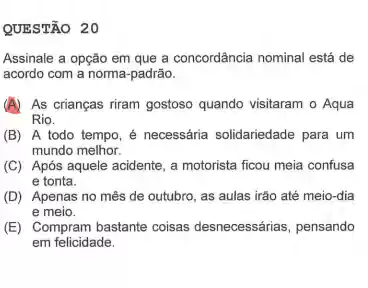 QUESTÃO 20
Assinale a opção em que a concordância nominal está de
acordo com a norma-padrão.
(A) As crianças riram gostoso quando visitaram o Aqua
Rio.
(B) A todo tempo, é necessária solidariedade para um
mundo melhor.
(C) Após aquele acidente, a motorista ficou meia confusa
e tonta.
(D) Apenas no mês de outubro, as aulas irão até meio-dia
e meio.
(E) Compram bastante coisas desnecessárias, pensando
em felicidade.